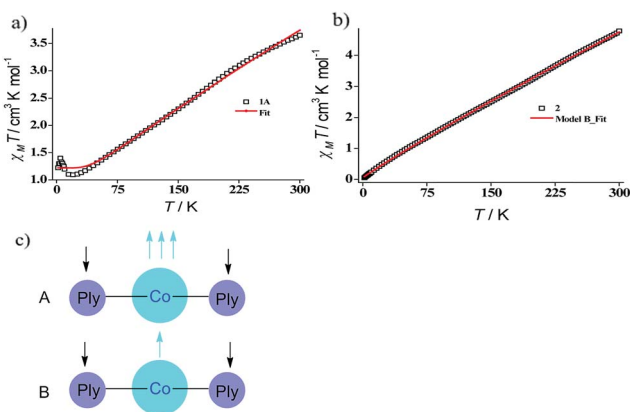 a)
χ_M T / cm³ K mol⁻¹
3.5
3.0
2.5
2.0
1.5
1.0
1A
Fit
0
75
150
225
300
T / K
b)
χ_M T / cm³ K mol⁻¹
4
3
2
1
0
2
Model B_Fit
0
75
150
225
300
T / K
c)
A Ply Co Ply
B Ply Co Ply